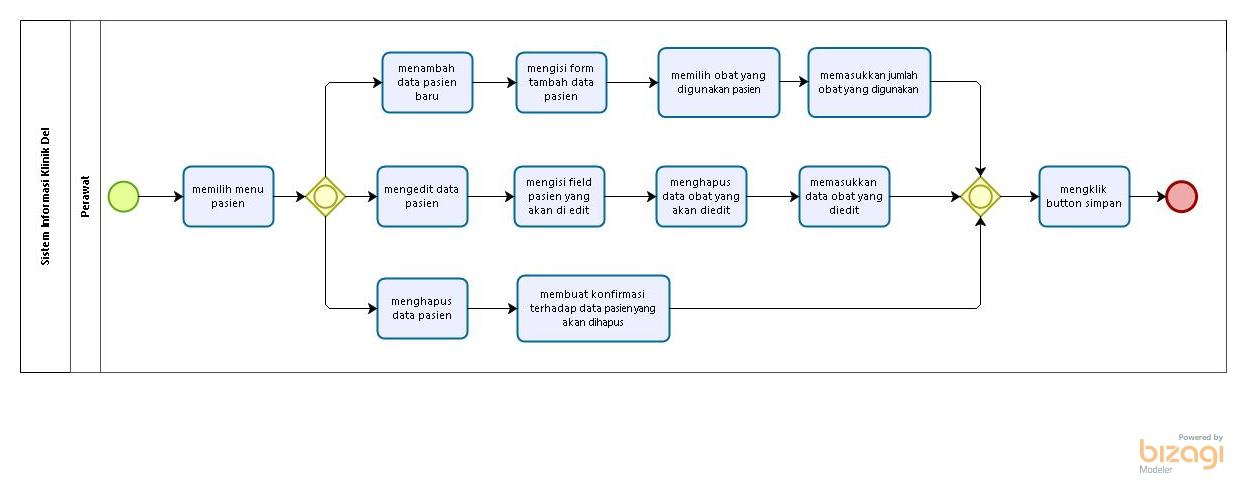 Sistem Informasi Klinik Del
Perawat
memilih menu
pasien
menambah
data pasien
baru
mengisi form
tambah data
pasien
memilih obat yang
digunakan pasien
memasukkan jumlah
obat yang digunakan
mengedit data
pasien
mengisi field
pasien yang
akan di edit
menghapus
data obat yang
akan diedit
memasukkan
data obat yang
diedit
menghapus
data pasien
membuat konfirmasi
terhadap data pasien yang
akan dihapus
mengklik
button simpan
Powered by
bizagi
Modeler